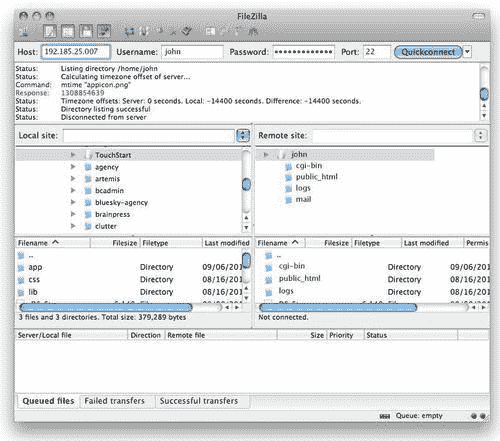 FileZilla
Host: 192.185.25.007 Username: john Password: •••••••••••••• Port: 22 Quickconnect
Status: Listing directory /home/john
Status: Calculating timezone offset of server...
Command: mtime "appicon.png"
Response: 1308854639
Status: Timezone offsets: Server: 0 seconds. Local: -14400 seconds. Difference: -14400 seconds.
Status: Directory listing successful
Status: Disconnected from server
Local site: Remote site:
TouchStart john
agency cgi-bin
artemis public_html
bcadmin logs
bluesky-agency mail
brainpress
clutter
Filename Filesize Filetype Last modified Filename Filesize Filetype Last modified Permis
.. ..
app Directory 09/06/201 cgi-bin Directory 08/16/201
css Directory 08/16/201 public_html Directory 08/16/201
lib Directory 08/16/201 logs Directory 08/16/201
3 files and 3 directories. Total size: 379,289 bytes Not connected.
Server/Local file Direction Remote file Size Priority Status
Queued files Failed transfers Successful transfers
Queue: empty